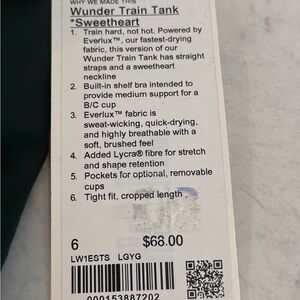 WHY WE MADE THIS
Wunder Train Tank
*Sweetheart
1. Train hard, not hot. Powered by
Everlux™, our fastest-drying
fabric, this version of our
Wunder Train Tank has straight
straps and a sweetheart
neckline
2. Built-in shelf bra intended to
provide medium support for a
B/C cup
3. Everlux™ fabric is
sweat-wicking, quick-drying,
and highly breathable with a
soft, brushed feel
4. Added Lycra® fibre for stretch
and shape retention
5. Pockets for optional, removable
cups
6. Tight fit, cropped length
6 $68.00
LW1ESTS LGYG
000153887202